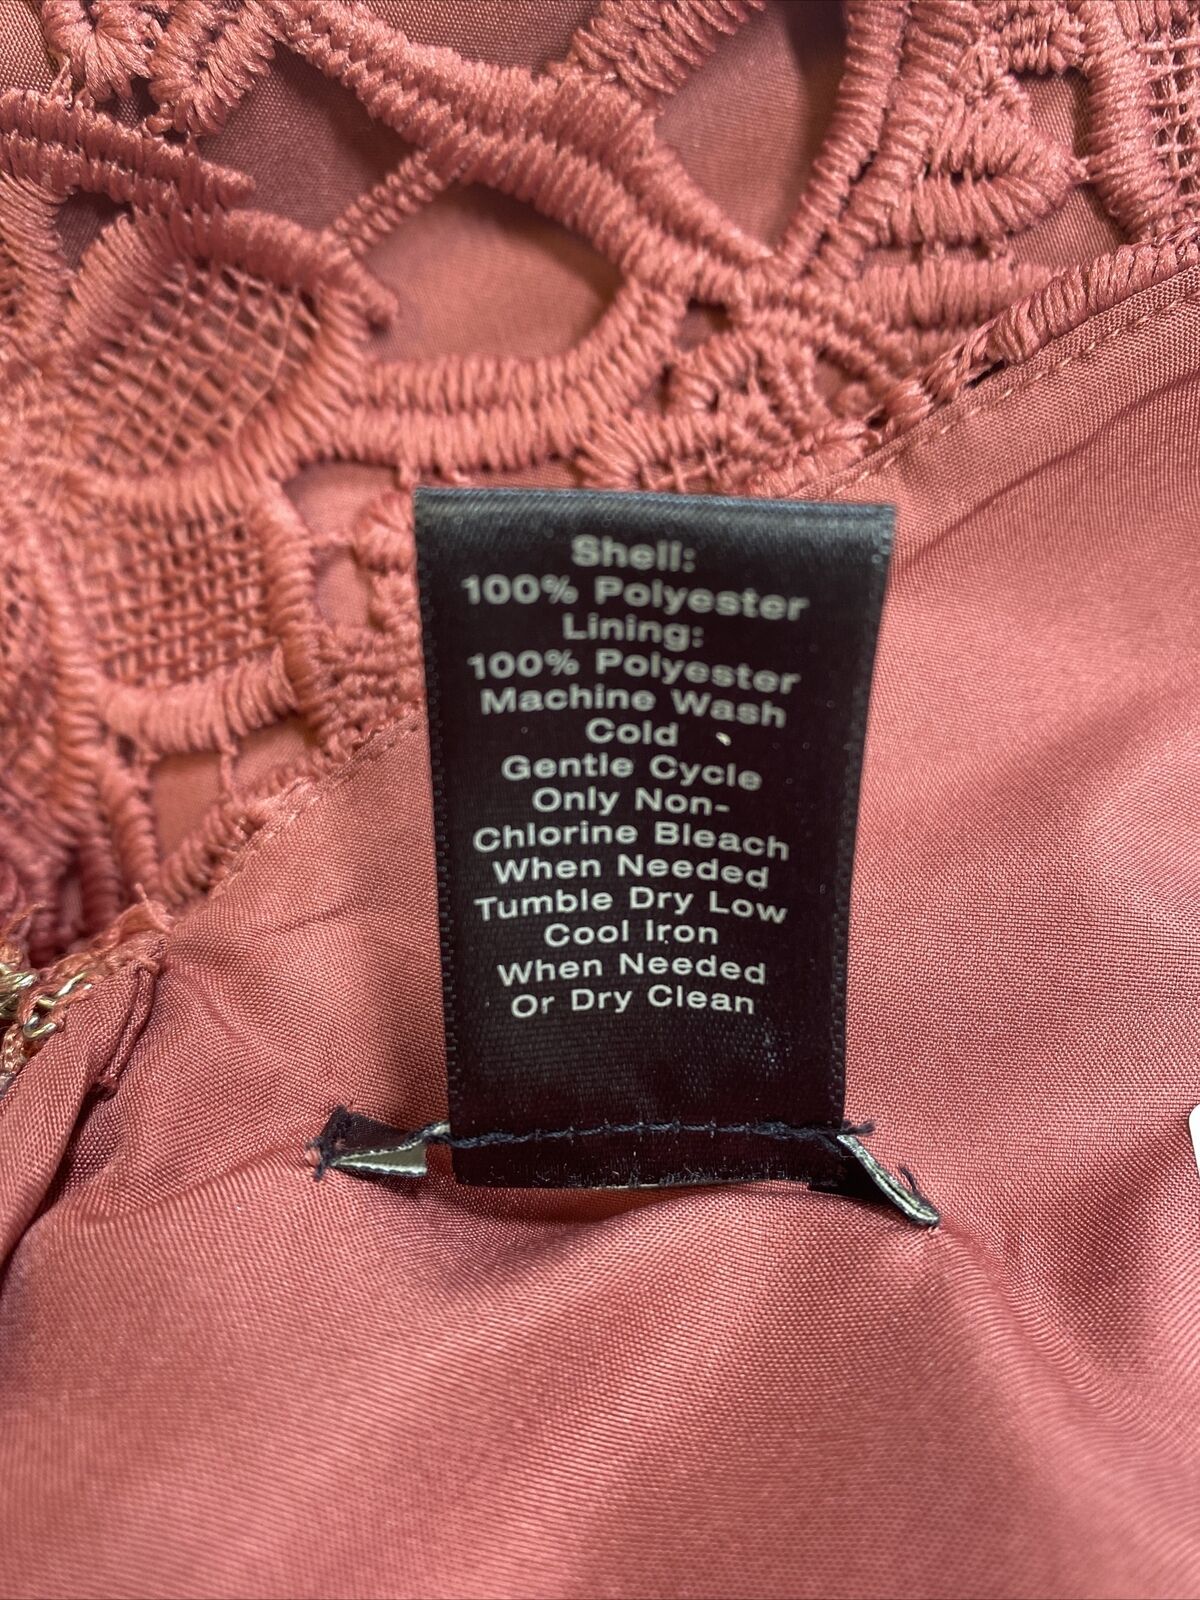 Shell:
100% Polyester
Lining:
100% Polyester
Machine Wash
Cold
Gentle Cycle
Only Non-
Chlorine Bleach
When Needed
Tumble Dry Low
Cool Iron
When Needed
Or Dry Clean